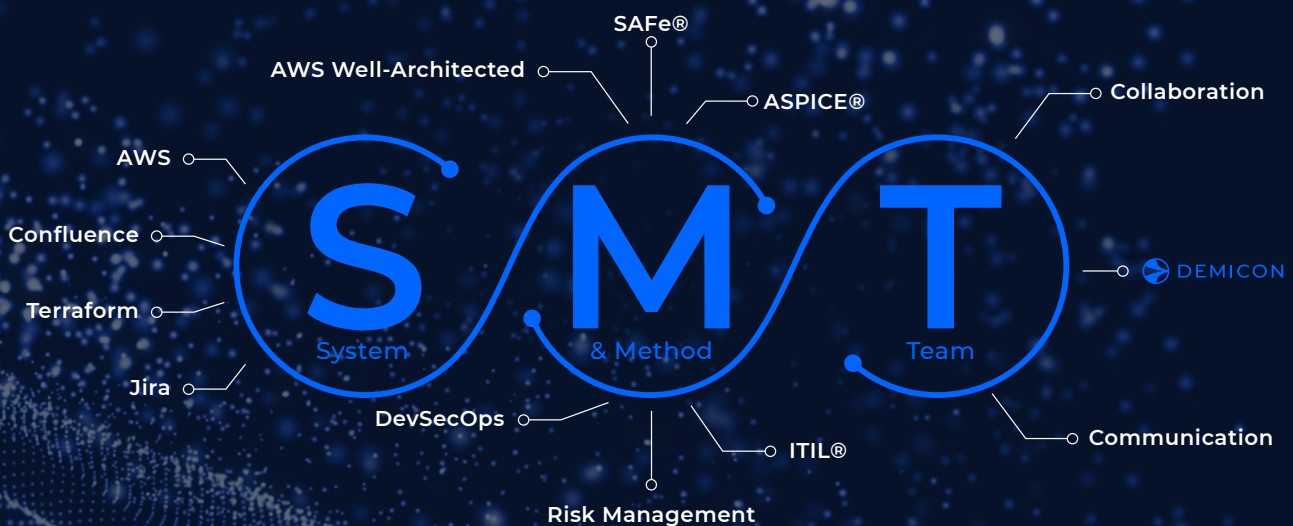 SAFe®
AWS Well-Architected
ASPICE®
Collaboration
AWS
Confluence
Terraform
Jira
S
System
M
& Method
T
Team
DEMICON
DevSecOps
ITIL®
Communication
Risk Management